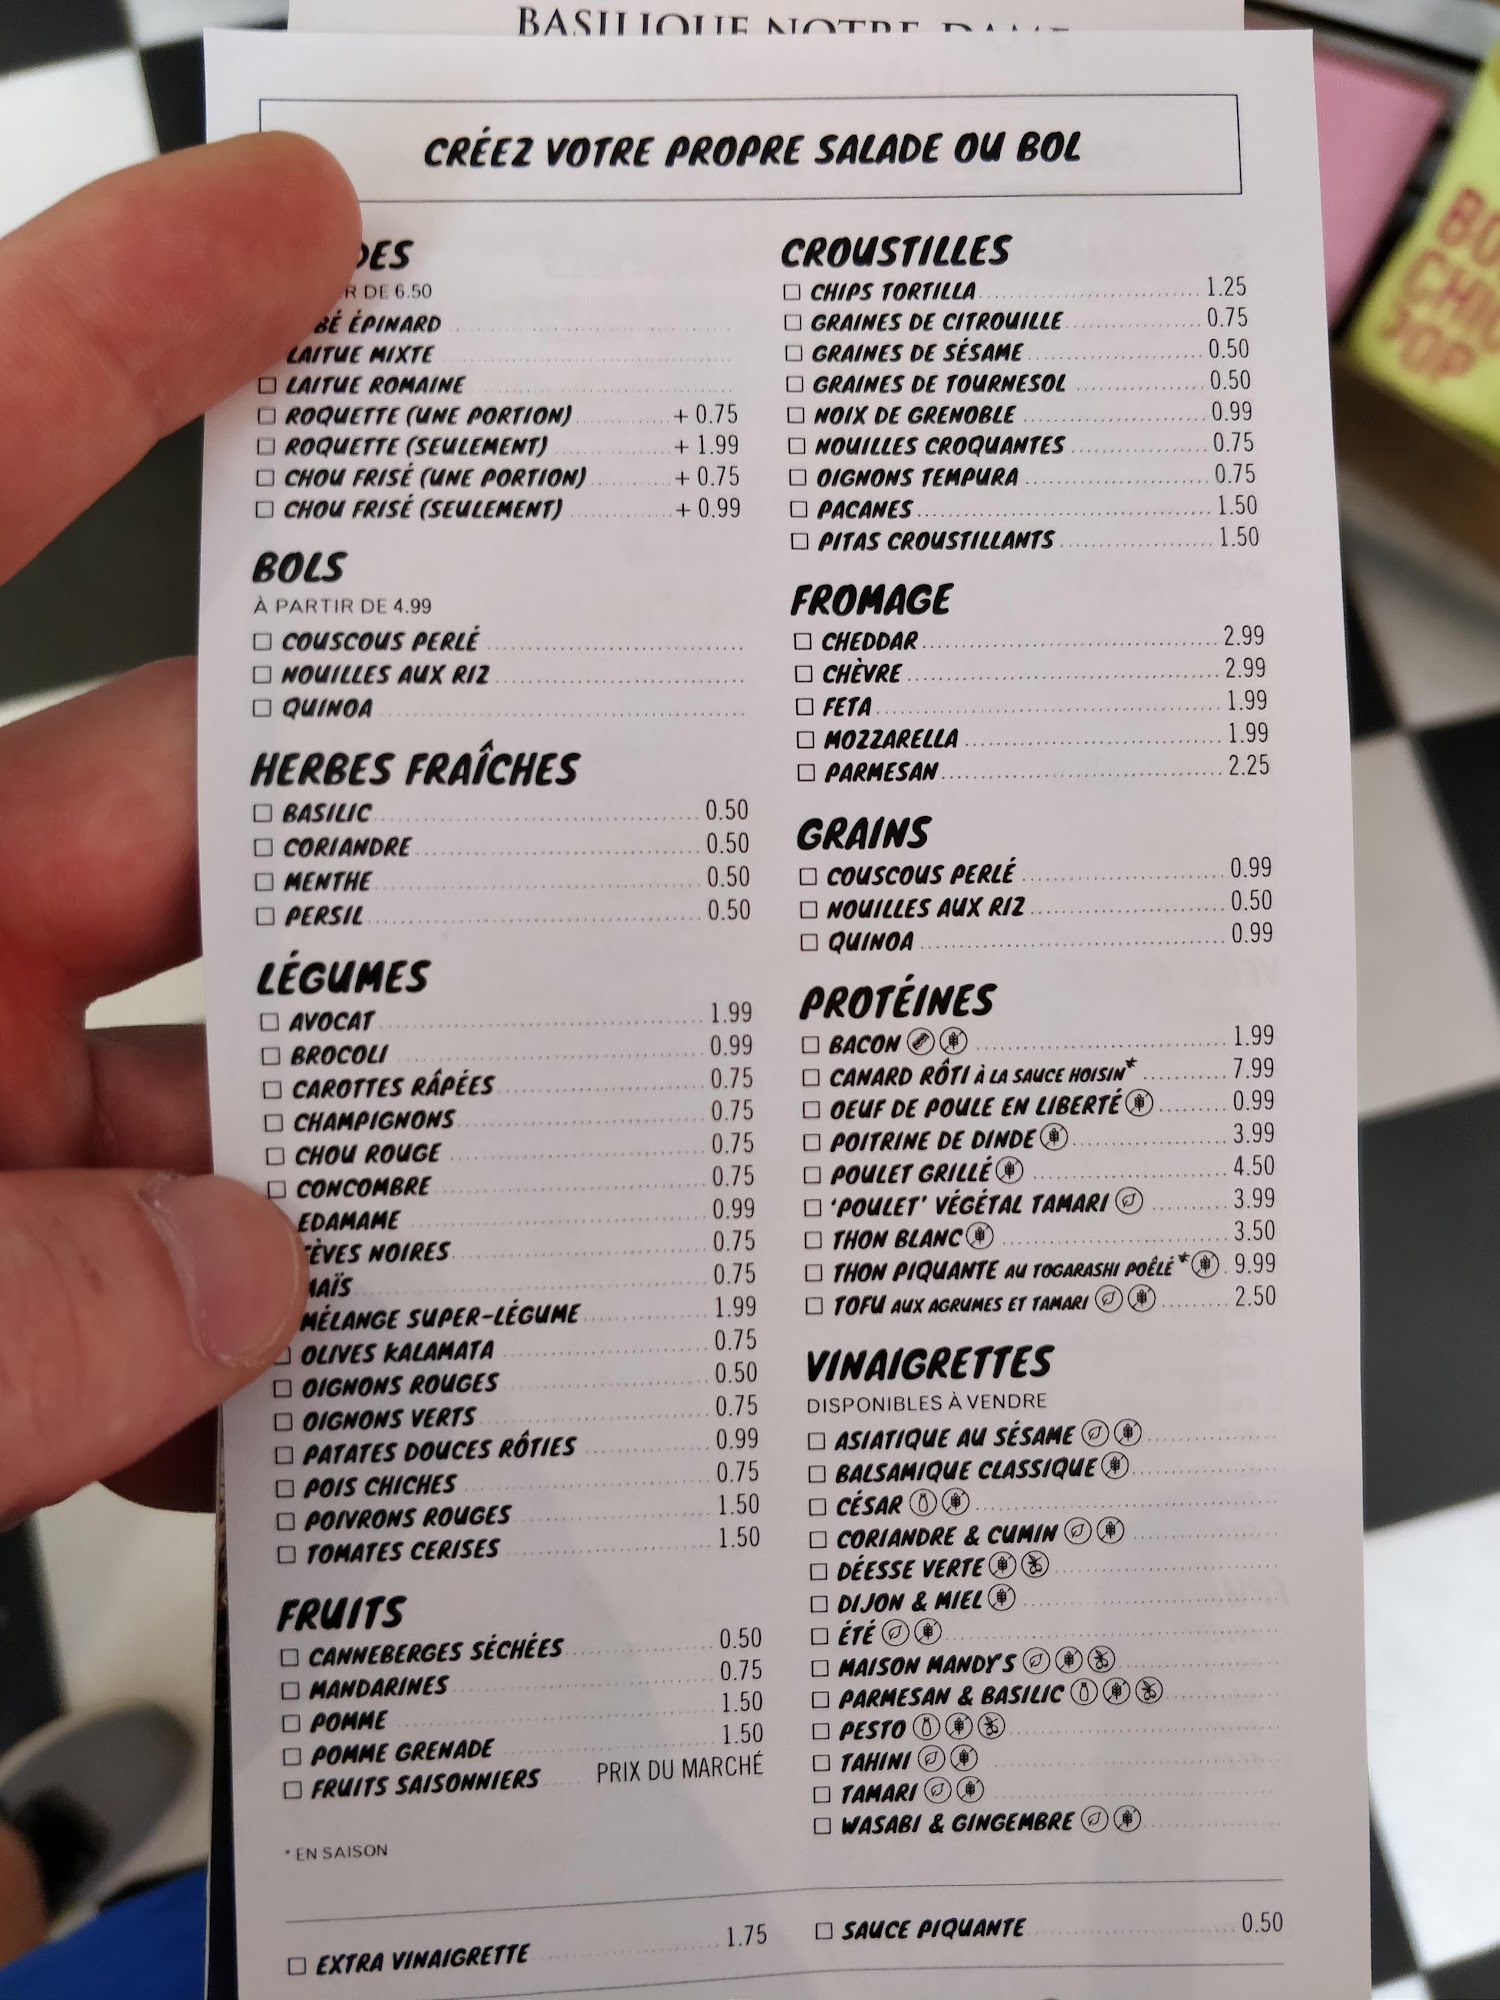 CRÉEZ VOTRE PROPRE SALADE OU BOL
DE 6.50
ÉPINARD
LAITUE MIXTE
LAITUE ROMAINE
ROQUETTE (UNE PORTION) + 0.75
ROQUETTE (SEULEMENT) + 1.99
CHOU FRISÉ (UNE PORTION) + 0.75
CHOU FRISÉ (SEULEMENT) + 0.99
BOLS
À PARTIR DE 4.99
COUSCOUS PERLÉ
NOUILLES AUX RIZ
QUINOA
HERBES FRAÎCHES
BASILIC 0.50
CORIANDRE 0.50
MENTHE 0.50
PERSIL 0.50
LÉGUMES
AVOCAT 1.99
BROCOLI 0.99
CAROTTES RÂPÉES 0.75
CHAMPIGNONS 0.75
CHOU ROUGE 0.75
CONCOMBRE 0.75
EDAMAME 0.99
FÈVES NOIRES 0.75
MAÏS 0.75
MÉLANGE SUPER-LÉGUME 1.99
OLIVES KALAMATA 0.75
OIGNONS ROUGES 0.50
OIGNONS VERTS 0.75
PATATES DOUCES RÔTIES 0.99
POIS CHICHES 0.75
POIVRONS ROUGES 1.50
TOMATES CERISES 1.50
FRUITS
CANNEBERGES SÉCHÉES 0.50
MANDARINES 0.75
POMME 1.50
POMME GRENADE 1.50
FRUITS SAISONNIERS PRIX DU MARCHÉ
* EN SAISON
EXTRA VINAIGRETTE 1.75
CROUSTILLES
CHIPS TORTILLA 1.25
GRAINES DE CITROUILLE 0.75
GRAINES DE SÉSAME 0.50
GRAINES DE TOURNESOL 0.50
NOIX DE GRENOBLE 0.99
NOUILLES CROQUANTES 0.75
OIGNONS TEMPURA 0.75
PACANES 1.50
PITAS CROUSTILLANTS 1.50
FROMAGE
CHEDDAR 2.99
CHÈVRE 2.99
FETA 1.99
MOZZARELLA 1.99
PARMESAN 2.25
GRAINS
COUSCOUS PERLÉ 0.99
NOUILLES AUX RIZ 0.50
QUINOA 0.99
PROTÉINES
BACON 1.99
CANARD RÔTI À LA SAUCE HOISIN* 7.99
OEUF DE POULE EN LIBERTÉ 0.99
POITRINE DE DINDE 3.99
POULET GRILLÉ 4.50
'POULET' VÉGÉTAL TAMARI 3.99
THON BLANC 3.50
THON PIQUANTE AU TOGARASHI POÊLÉ* 9.99
TOFU AUX AGRUMES ET TAMARI 2.50
VINAIGRETTES
DISPONIBLES À VENDRE
ASIATIQUE AU SÉSAME
BALSAMIQUE CLASSIQUE
CÉSAR
CORIANDRE & CUMIN
DÉESSE VERTE
DIJON & MIEL
ÉTÉ
MAISON MANDY'S
PARMESAN & BASILIC
PESTO
TAHINI
TAMARI
WASABI & GINGEMBRE
SAUCE PIQUANTE 0.50
BASILIQUE NOTRE-DAME